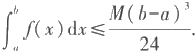 ∫_a^b f(x)dx ≤ M(b-a)^3 / 24